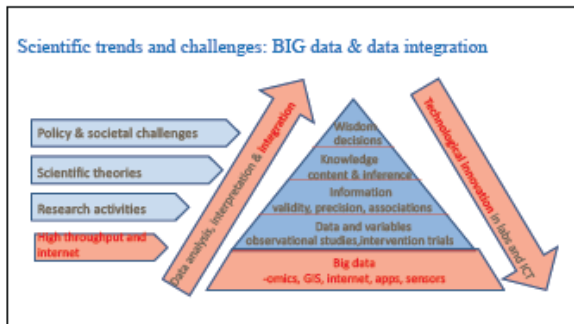 Scientific trends and challenges: BIG data & data integration
Policy & societal challenges
Scientific theories
Research activities
High throughput and
internet
Data analysis, interpretation & integration
Wisdom
decisions
Knowledge
content & inference
Information
validity, precision, associations
Data and variables
observational studies,intervention trials
Big data
-omics, GIS, internet, apps, sensors
Technological innovation in labs and ICT